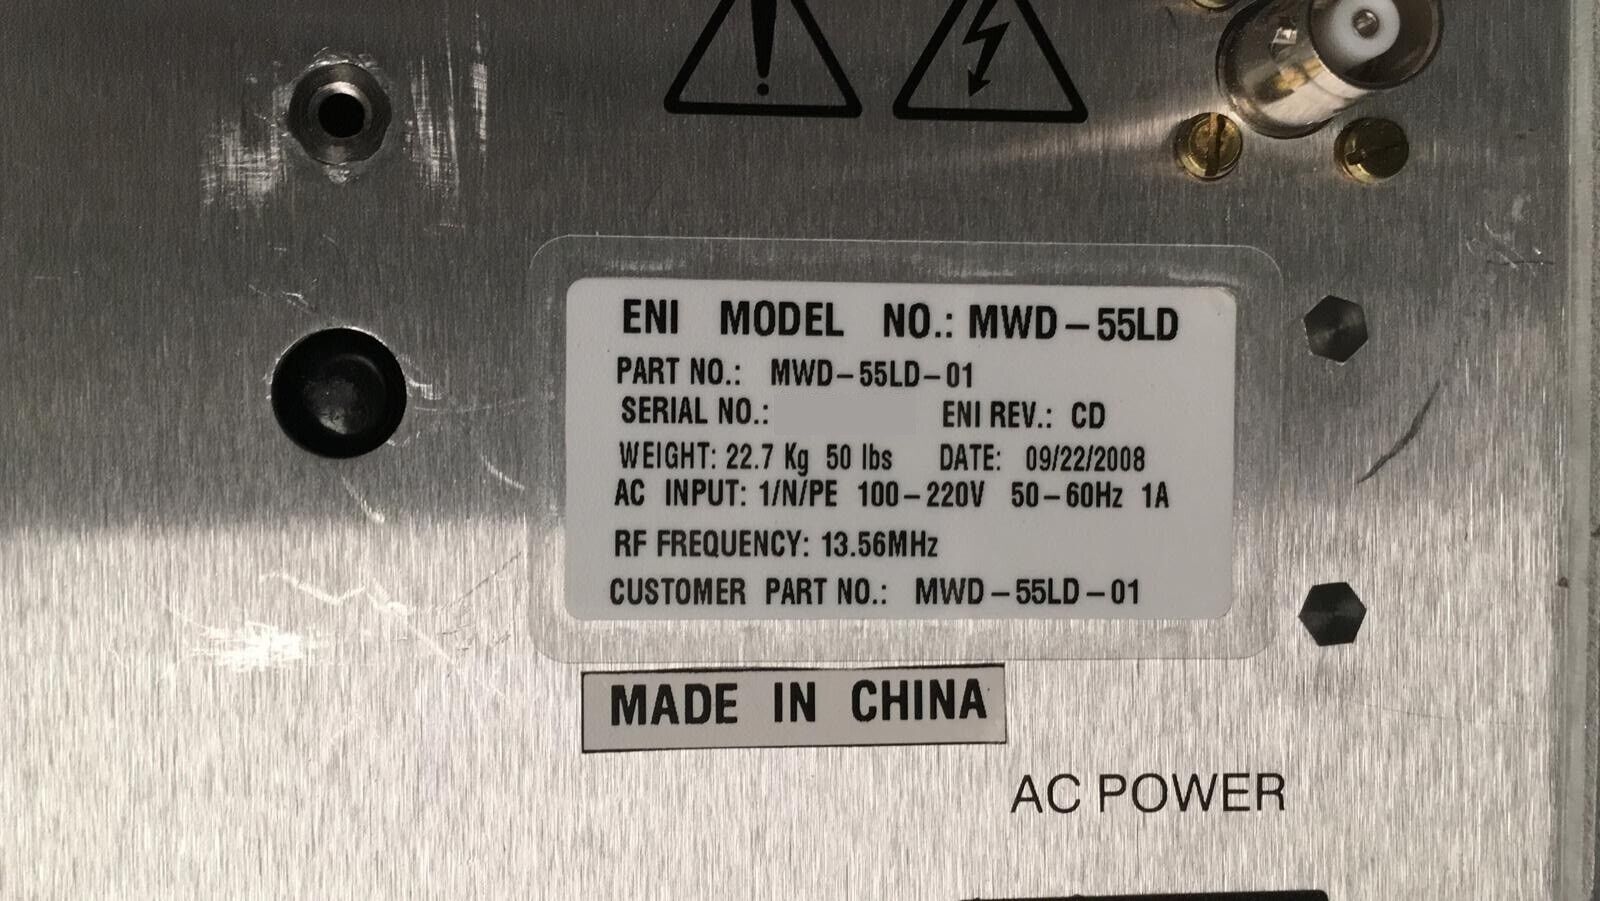 ENI MODEL NO.: MWD-55LD
PART NO.: MWD-55LD-01
SERIAL NO.: ENI REV.: CD
WEIGHT: 22.7 Kg 50 lbs DATE: 09/22/2008
AC INPUT: 1/N/PE 100-220V 50-60Hz 1A
RF FREQUENCY: 13.56MHz
CUSTOMER PART NO.: MWD-55LD-01
MADE IN CHINA
AC POWER